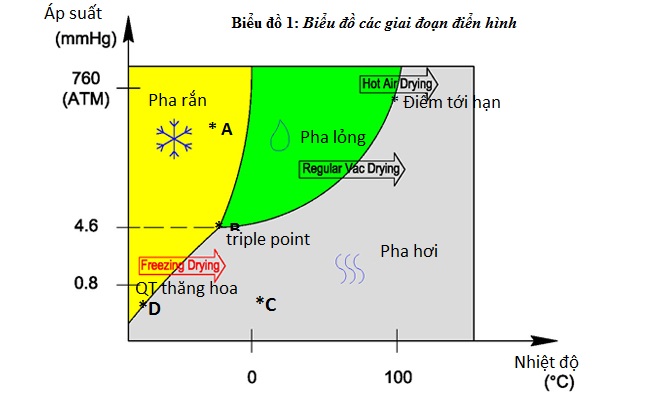 Áp suất
(mmHg)
Biểu đồ 1: Biểu đồ các giai đoạn điển hình
760
(ATM)
Pha rắn
* A
Hot Air Drying
* Điểm tới hạn
Pha lỏng
Regular Vac Drying
4.6
* B
triple point
Pha hơi
Freezing Drying
0.8
QT thăng hoa
*D
*C
Nhiệt độ
0
100
(°C)